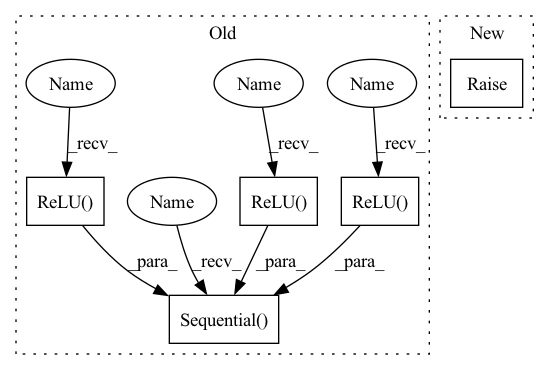 Old
New
Name
Name
Name
Raise
_recv_
_recv_
_recv_
ReLU()
Name
ReLU()
ReLU()
_para_
_recv_
_para_
_para_
Sequential()